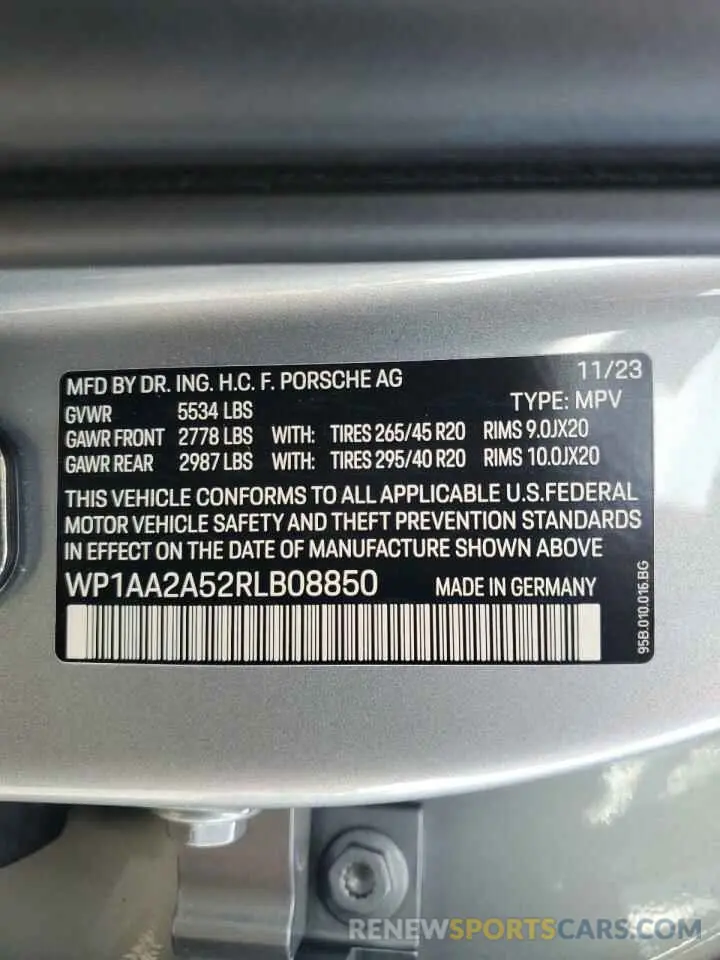 MFD BY DR. ING. H.C. F. PORSCHE AG 11/23
GVWR 5534 LBS TYPE: MPV
GAWR FRONT 2778 LBS WITH: TIRES 265/45 R20 RIMS 9.0JX20
GAWR REAR 2987 LBS WITH: TIRES 295/40 R20 RIMS 10.0JX20
THIS VEHICLE CONFORMS TO ALL APPLICABLE U.S.FEDERAL
MOTOR VEHICLE SAFETY AND THEFT PREVENTION STANDARDS
IN EFFECT ON THE DATE OF MANUFACTURE SHOWN ABOVE
WP1AA2A52RLB08850 MADE IN GERMANY
95B.010.016.BG
RENEWSPORTSCARS.COM